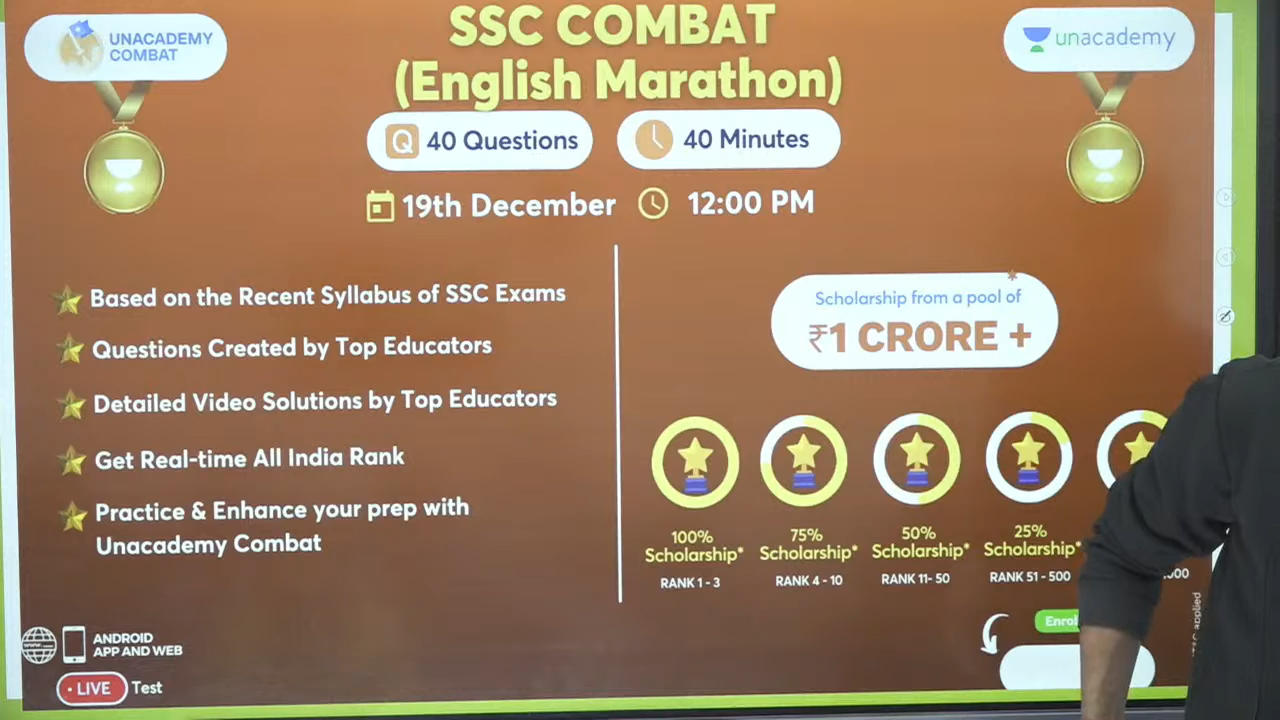 UNACADEMY
COMBAT
SSC COMBAT
(English Marathon)
unacademy
Q 40 Questions
40 Minutes
19th December
12:00 PM
Based on the Recent Syllabus of SSC Exams
Questions Created by Top Educators
Detailed Video Solutions by Top Educators
Get Real-time All India Rank
Practice & Enhance your prep with
Unacademy Combat
Scholarship from a pool of
₹1 CRORE +
100%
Scholarship*
RANK 1 - 3
75%
Scholarship*
RANK 4 - 10
50%
Scholarship*
RANK 11- 50
25%
Scholarship*
RANK 51 - 500
ANDROID
APP AND WEB
• LIVE Test